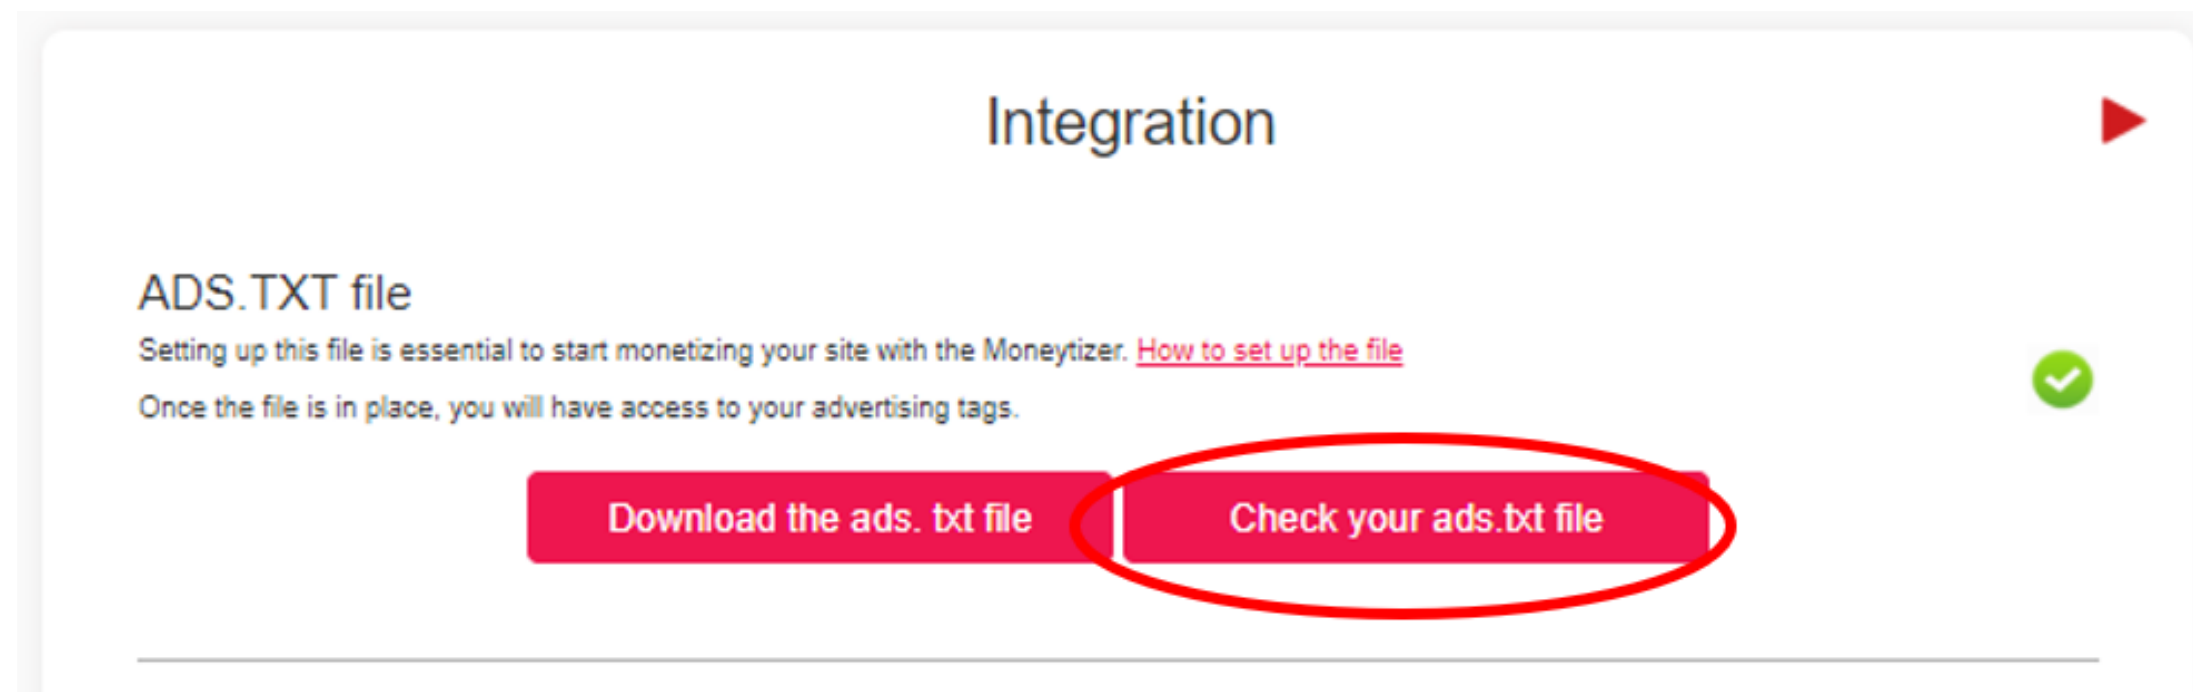 Integration
ADS.TXT file
Setting up this file is essential to start monetizing your site with the Moneytizer. How to set up the file
Once the file is in place, you will have access to your advertising tags.
Download the ads. txt file
Check your ads.txt file